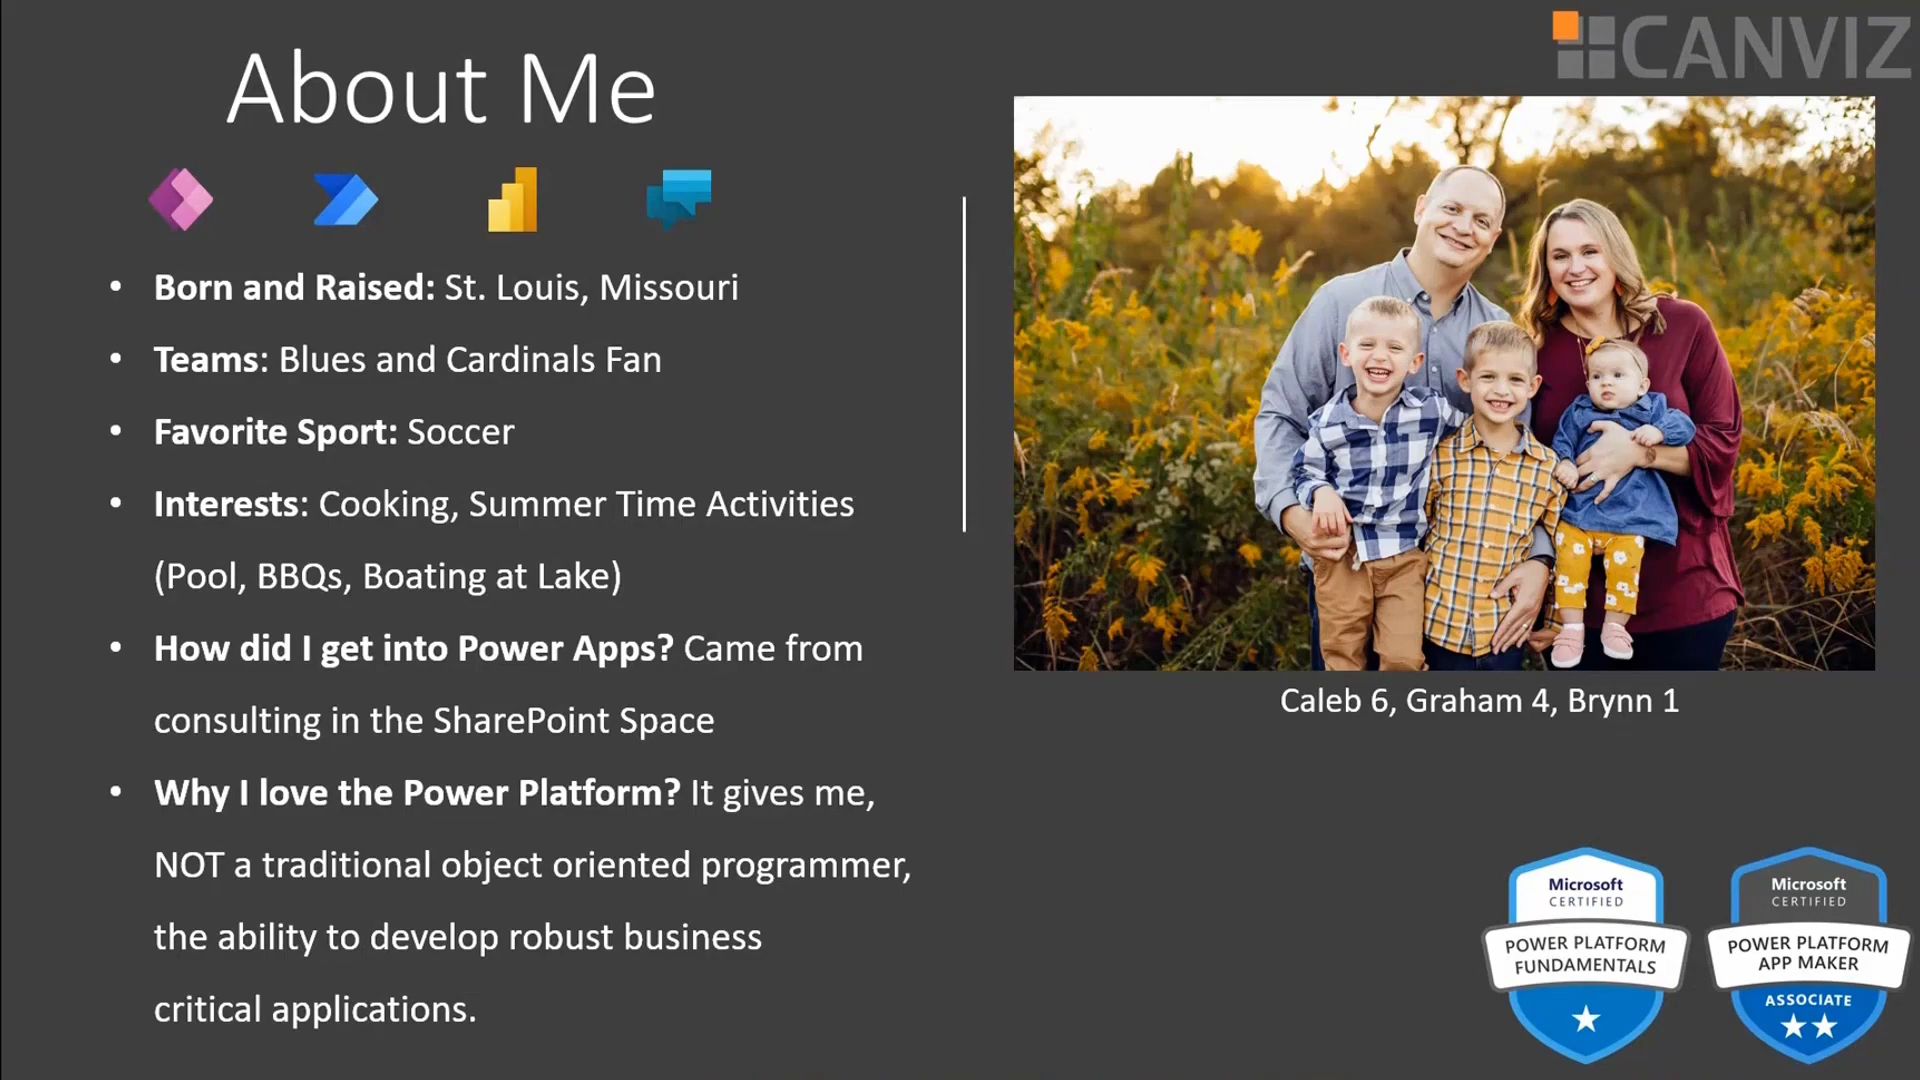 CANVIZ
About Me
• Born and Raised: St. Louis, Missouri
• Teams: Blues and Cardinals Fan
• Favorite Sport: Soccer
• Interests: Cooking, Summer Time Activities
(Pool, BBQs, Boating at Lake)
• How did I get into Power Apps? Came from
consulting in the SharePoint Space
• Why I love the Power Platform? It gives me,
NOT a traditional object oriented programmer,
the ability to develop robust business
critical applications.
Caleb 6, Graham 4, Brynn 1
Microsoft
CERTIFIED
POWER PLATFORM
FUNDAMENTALS
Microsoft
CERTIFIED
POWER PLATFORM
APP MAKER
ASSOCIATE